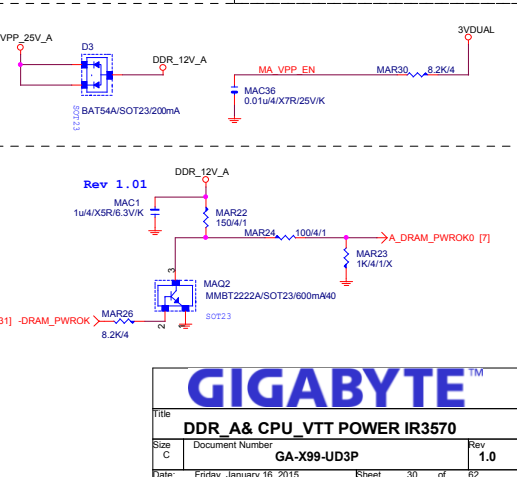 VPP_25V_A
D3
DDR_12V_A
BAT54A/SOT23/200mA
SOT23
3VDUAL
MA_VPP_EN
MAR30
8.2K/4
MAC36
0.01u/4/X7R/25V/K
Rev 1.01
DDR_12V_A
MAC1
1u/4/X5R/6.3V/K
MAR22
150/4/1
MAR24
100/4/1
A_DRAM_PWROK0 [7]
MAR23
1K/4/1/X
3
MAQ2
MMBT2222A/SOT23/600mA/40
SOT23
31] -DRAM_PWROK
MAR26
8.2K/4
2
1
GIGABYTE™
Title
DDR_A& CPU_VTT POWER IR3570
Size
C
Document Number
GA-X99-UD3P
Rev
1.0
Date: Friday, January 16, 2015 Sheet 30 of 62